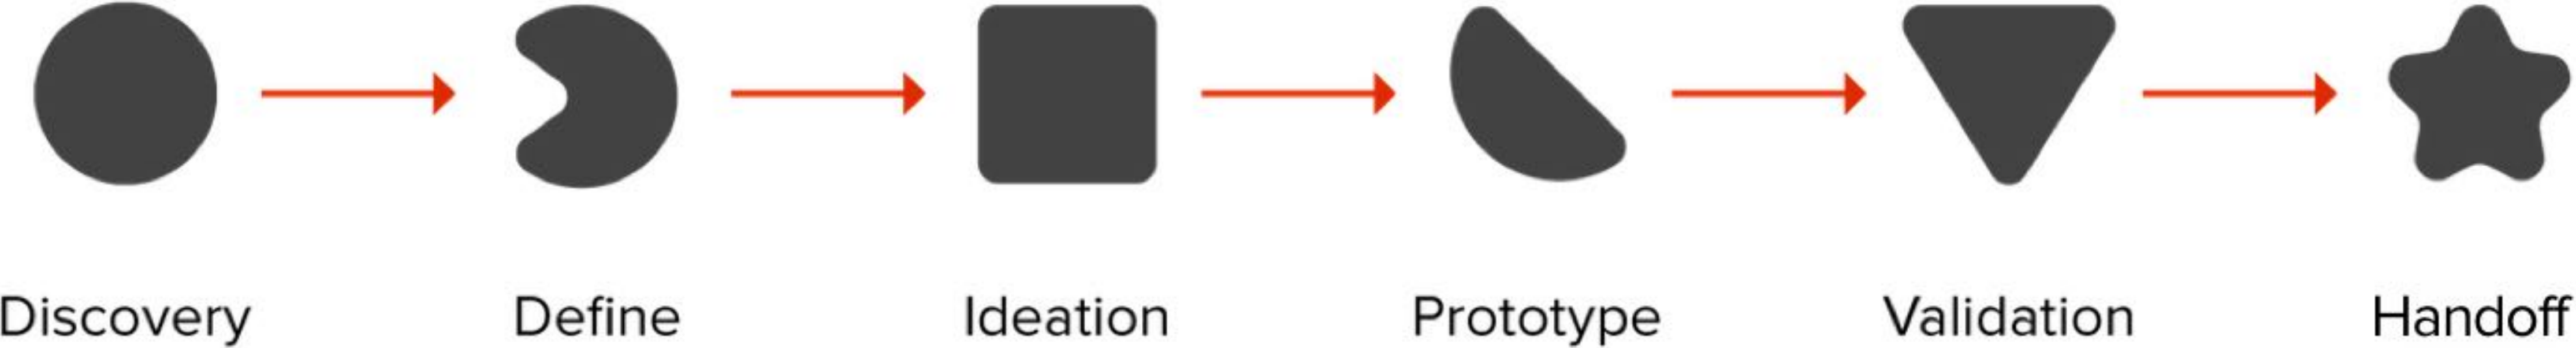 Discovery
Define
Ideation
Prototype
Validation
Handoff